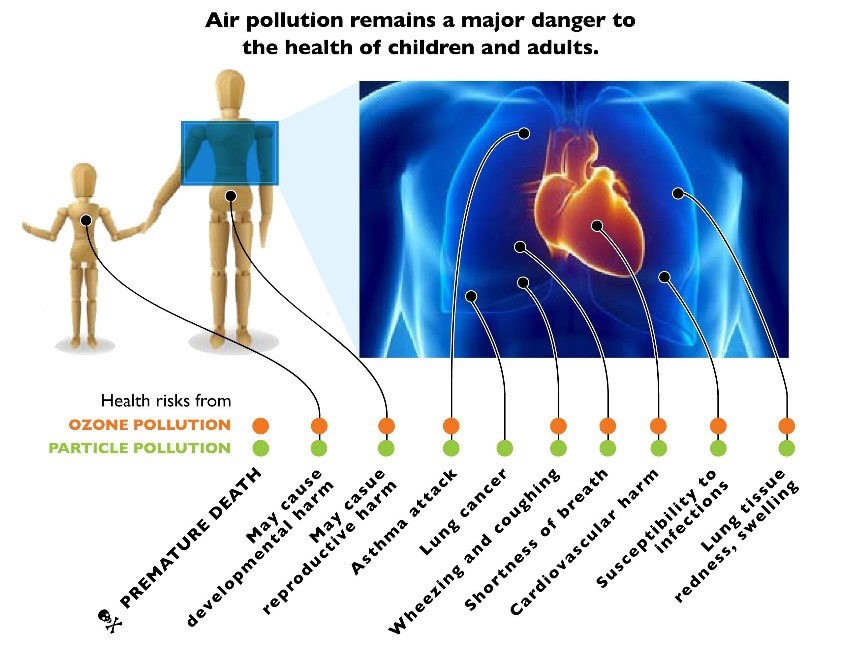 Air pollution remains a major danger to
the health of children and adults.
Health risks from
OZONE POLLUTION
PARTICLE POLLUTION
PREMATURE DEATH
May cause
developmental harm
May casue
reproductive harm
Asthma attack
Lung cancer
Wheezing and coughing
Shortness of breath
Cardiovascular harm
Susceptibility to
infections
Lung tissue
redness, swelling